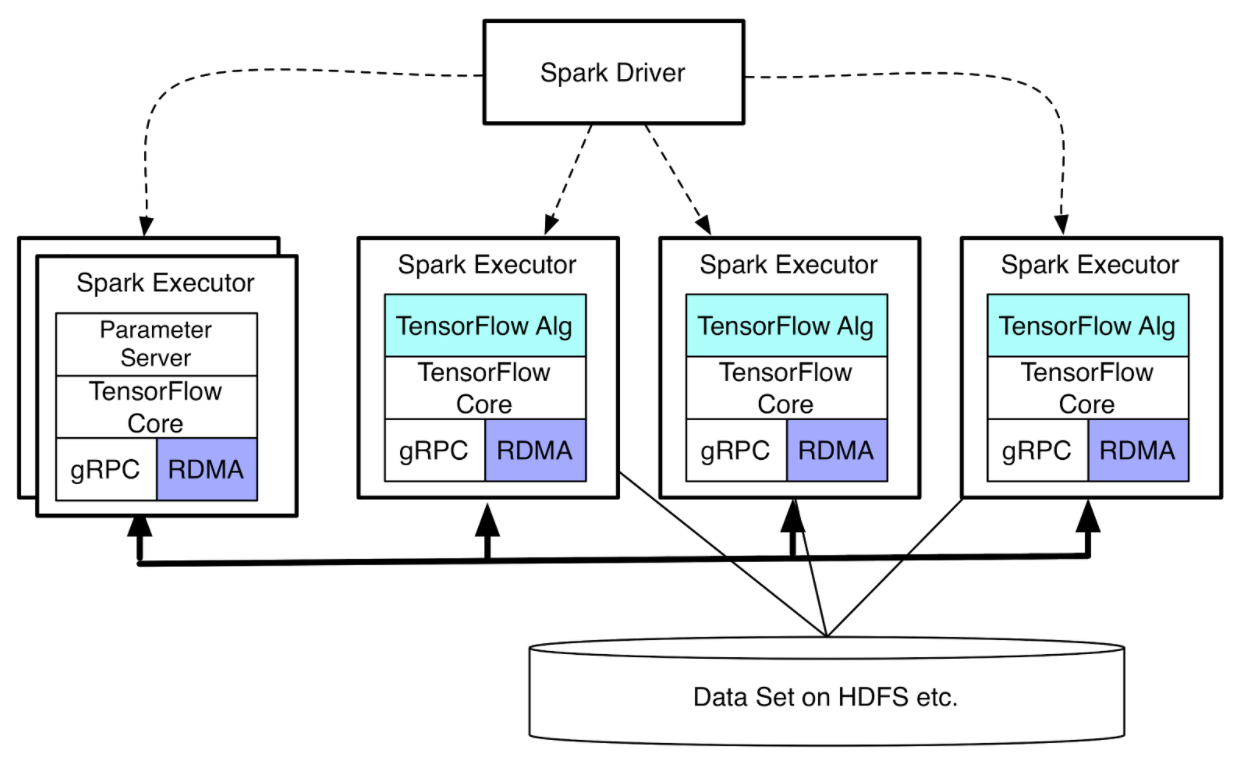 Spark Driver
Spark Executor
Parameter
Server
TensorFlow
Core
gRPC
RDMA
Spark Executor
TensorFlow Alg
TensorFlow
Core
gRPC
RDMA
Spark Executor
TensorFlow Alg
TensorFlow
Core
gRPC
RDMA
Spark Executor
TensorFlow Alg
TensorFlow
Core
gRPC
RDMA
Data Set on HDFS etc.